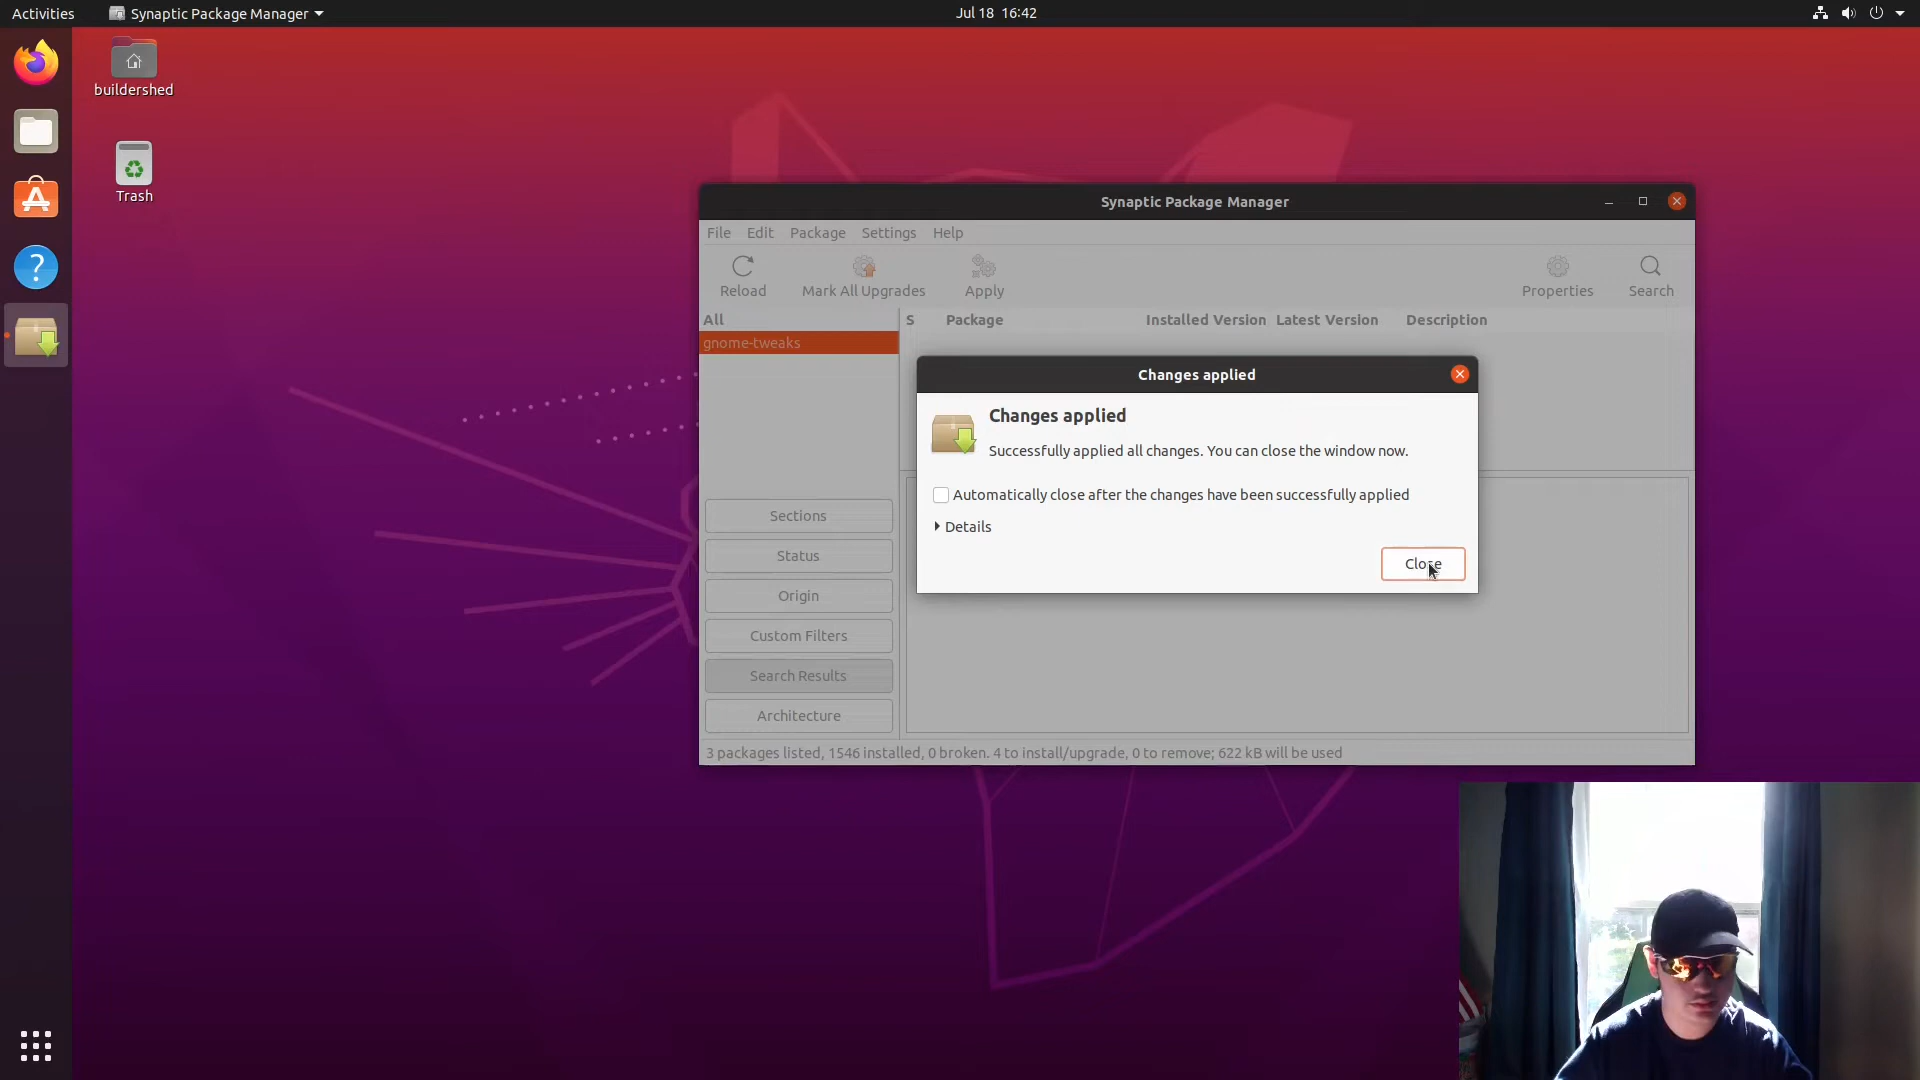 Activities
Synaptic Package Manager
Jul 18 16:42
buildershed
Trash
Synaptic Package Manager
File Edit Package Settings Help
Reload Mark All Upgrades Apply Properties Search
All
gnome-tweaks
S Package Installed Version Latest Version Description
Changes applied
Changes applied
Successfully applied all changes. You can close the window now.
Automatically close after the changes have been successfully applied
Details
Close
Sections
Status
Origin
Custom Filters
Search Results
Architecture
3 packages listed, 1546 installed, 0 broken. 4 to install/upgrade, 0 to remove; 622 kB will be used